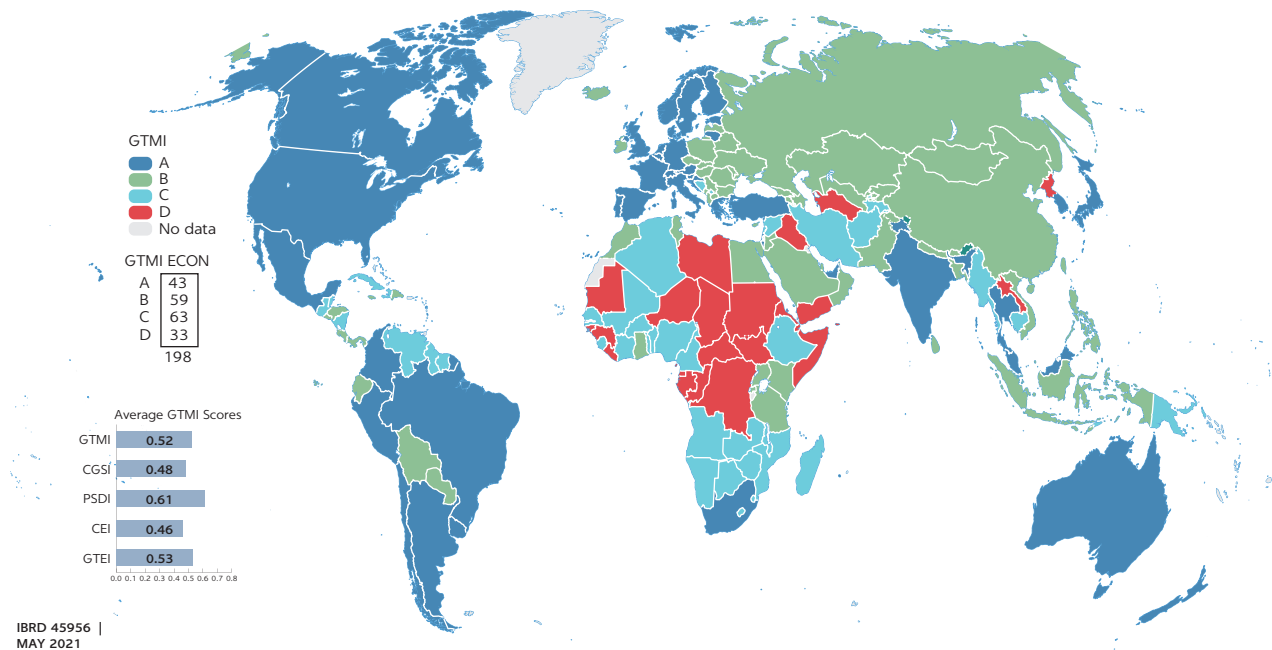 GTMI
A
B
C
D
No data
GTMI ECON
A 43
B 59
C 63
D 33
198
Average GTMI Scores
GTMI 0.52
CGSI 0.48
PSDI 0.61
CEI 0.46
GTEI 0.53
0.0 0.1 0.2 0.3 0.4 0.5 0.6 0.7 0.8
IBRD 45956 |
MAY 2021